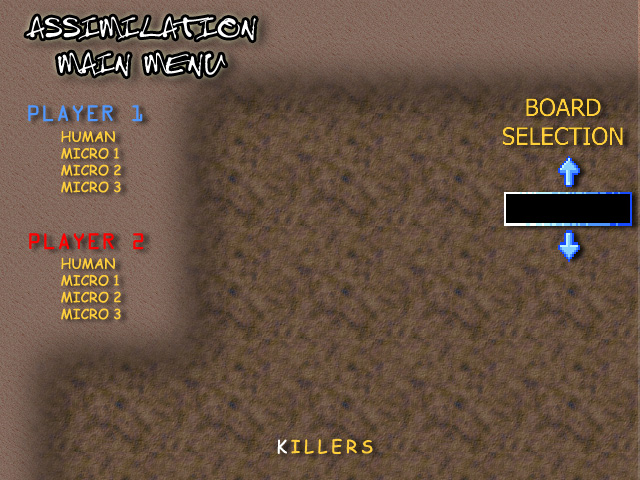 ASSIMILATION
MAIN MENU
PLAYER 1
HUMAN
MICRO 1
MICRO 2
MICRO 3
PLAYER 2
HUMAN
MICRO 1
MICRO 2
MICRO 3
BOARD
SELECTION
KILLERS